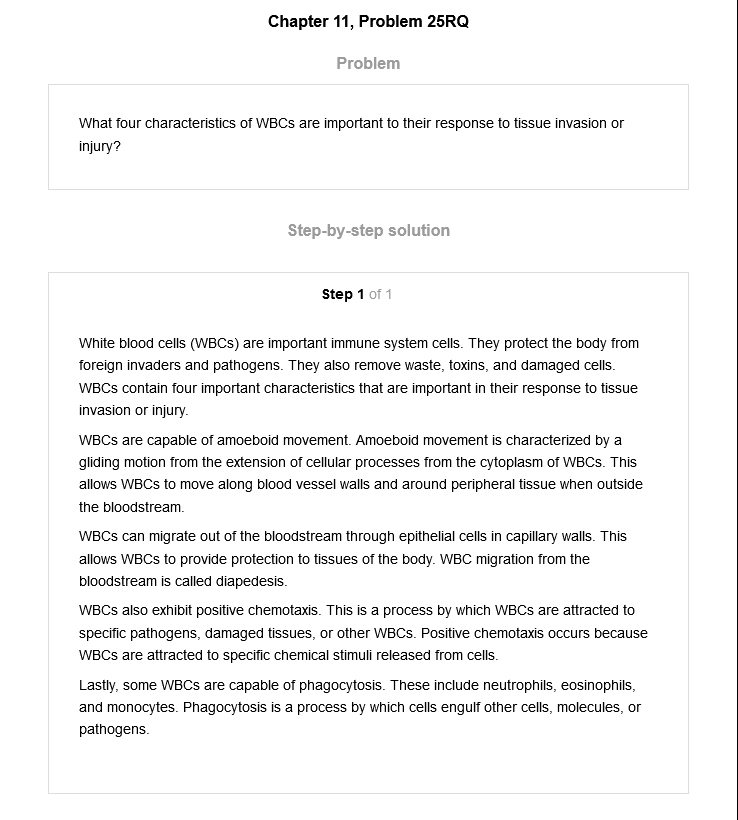 Chapter 11, Problem 25RQ
Problem
What four characteristics of WBCs are important to their response to tissue invasion or
injury?
Step-by-step solution
Step 1 of 1
White blood cells (WBCs) are important immune system cells. They protect the body from
foreign invaders and pathogens. They also remove waste, toxins, and damaged cells.
WBCs contain four important characteristics that are important in their response to tissue
invasion or injury.
WBCs are capable of amoeboid movement. Amoeboid movement is characterized by a
gliding motion from the extension of cellular processes from the cytoplasm of WBCs. This
allows WBCs to move along blood vessel walls and around peripheral tissue when outside
the bloodstream.
WBCs can migrate out of the bloodstream through epithelial cells in capillary walls. This
allows WBCs to provide protection to tissues of the body. WBC migration from the
bloodstream is called diapedesis.
WBCs also exhibit positive chemotaxis. This is a process by which WBCs are attracted to
specific pathogens, damaged tissues, or other WBCs. Positive chemotaxis occurs because
WBCs are attracted to specific chemical stimuli released from cells.
Lastly, some WBCs are capable of phagocytosis. These include neutrophils, eosinophils,
and monocytes. Phagocytosis is a process by which cells engulf other cells, molecules, or
pathogens.